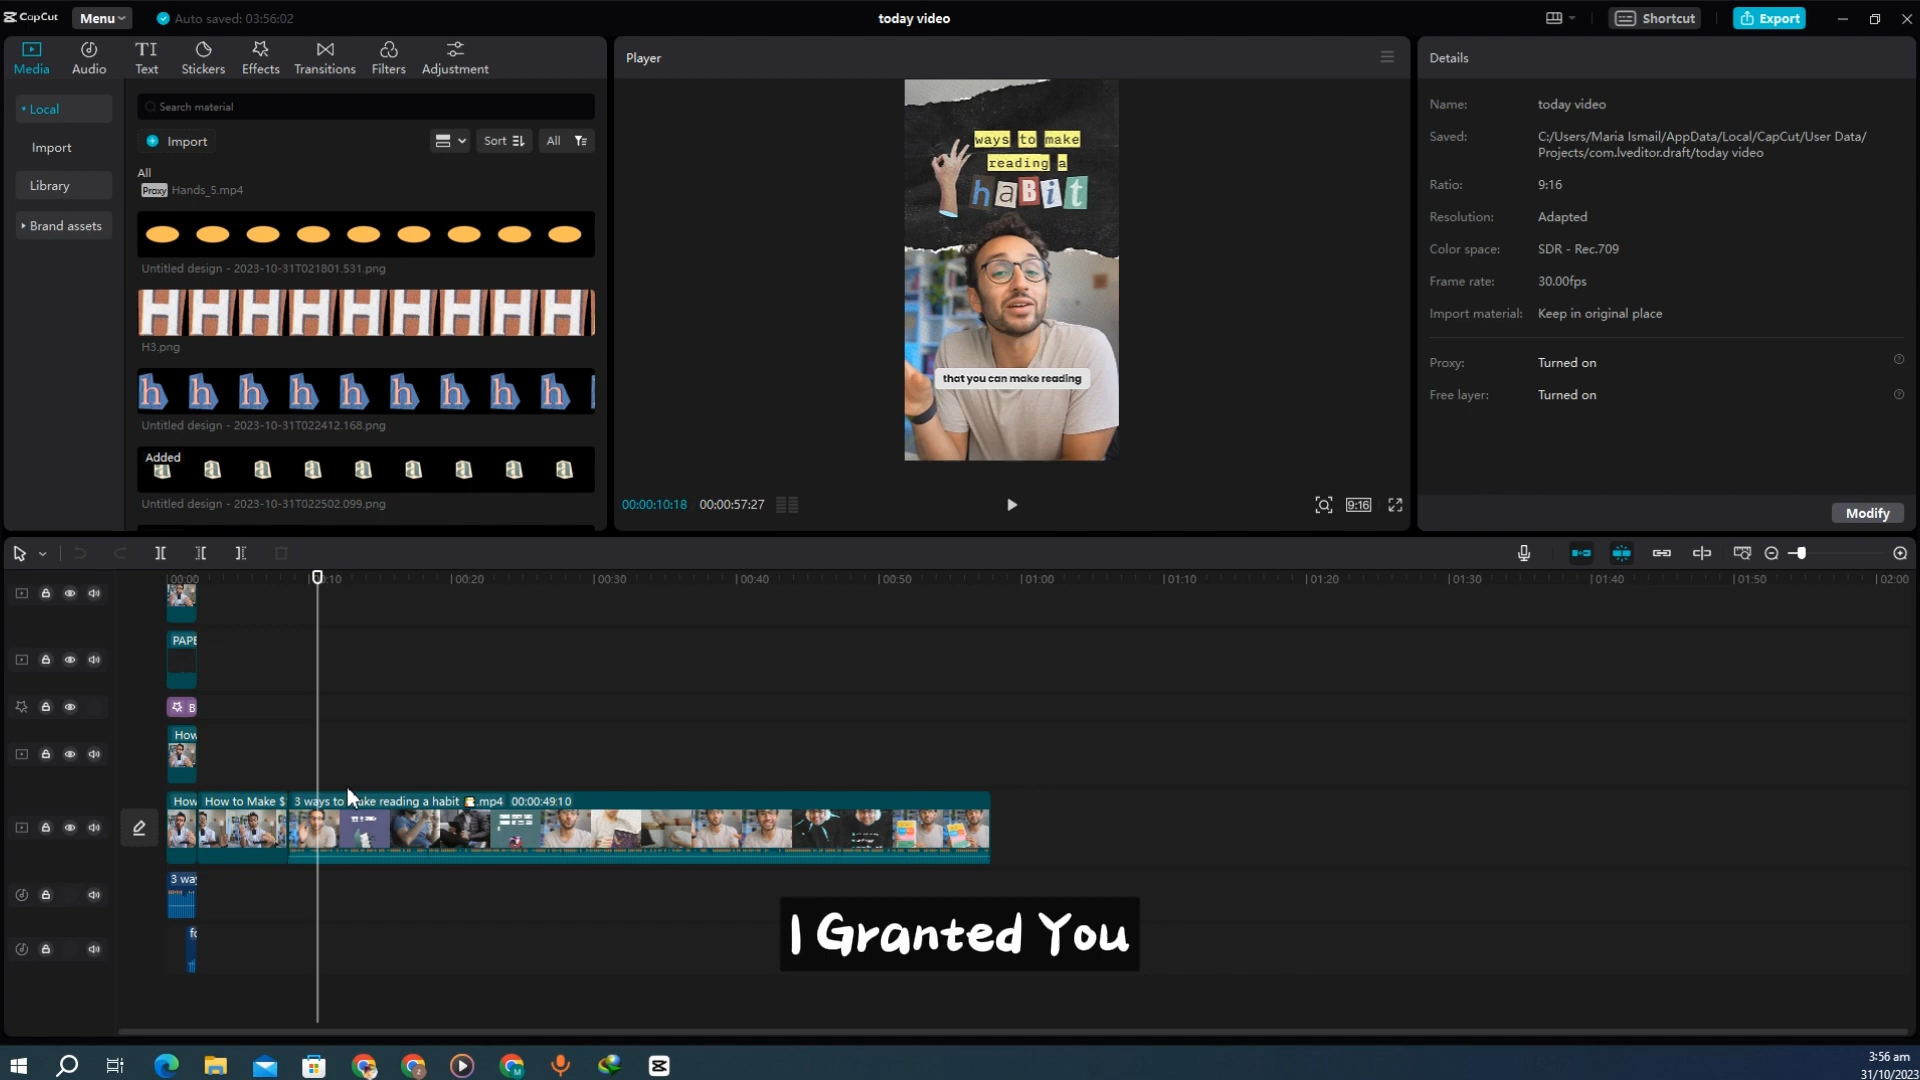 CapCut
Menu
Auto saved: 03:56:02
today video
Shortcut
Export
Media
Audio
TI
Text
Stickers
Effects
Transitions
Filters
Adjustment
Local
Import
Library
Brand assets
Search material
Import
Sort
All
All
Proxy Hands_5.mp4
Untitled design - 2023-10-31T021801.531.png
H H H H H H H H H
H3.png
h h h h h h h h h
Untitled design - 2023-10-31T022412.168.png
Added
a a a a a a a a a
Untitled design - 2023-10-31T022502.099.png
Player
ways to make
reading a
haBit
that you can make reading
00:00:10:18 00:00:57:27
9:16
Details
Name: today video
Saved: C:/Users/Maria Ismail/AppData/Local/CapCut/User Data/
Projects/com.lveditor.draft/today video
Ratio: 9:16
Resolution: Adapted
Color space: SDR - Rec.709
Frame rate: 30.00fps
Import material: Keep in original place
Proxy: Turned on
Free layer: Turned on
Modify
00:00 00:20 00:30 00:40 00:50 01:00 01:10 01:20 01:30 01:40 01:50 02:00
PAPE
B
How
How
How to Make $
3 ways to make reading a habit .mp4 00:00:49:10
3 way
fo
I Granted You
3:56 am
31/10/2023